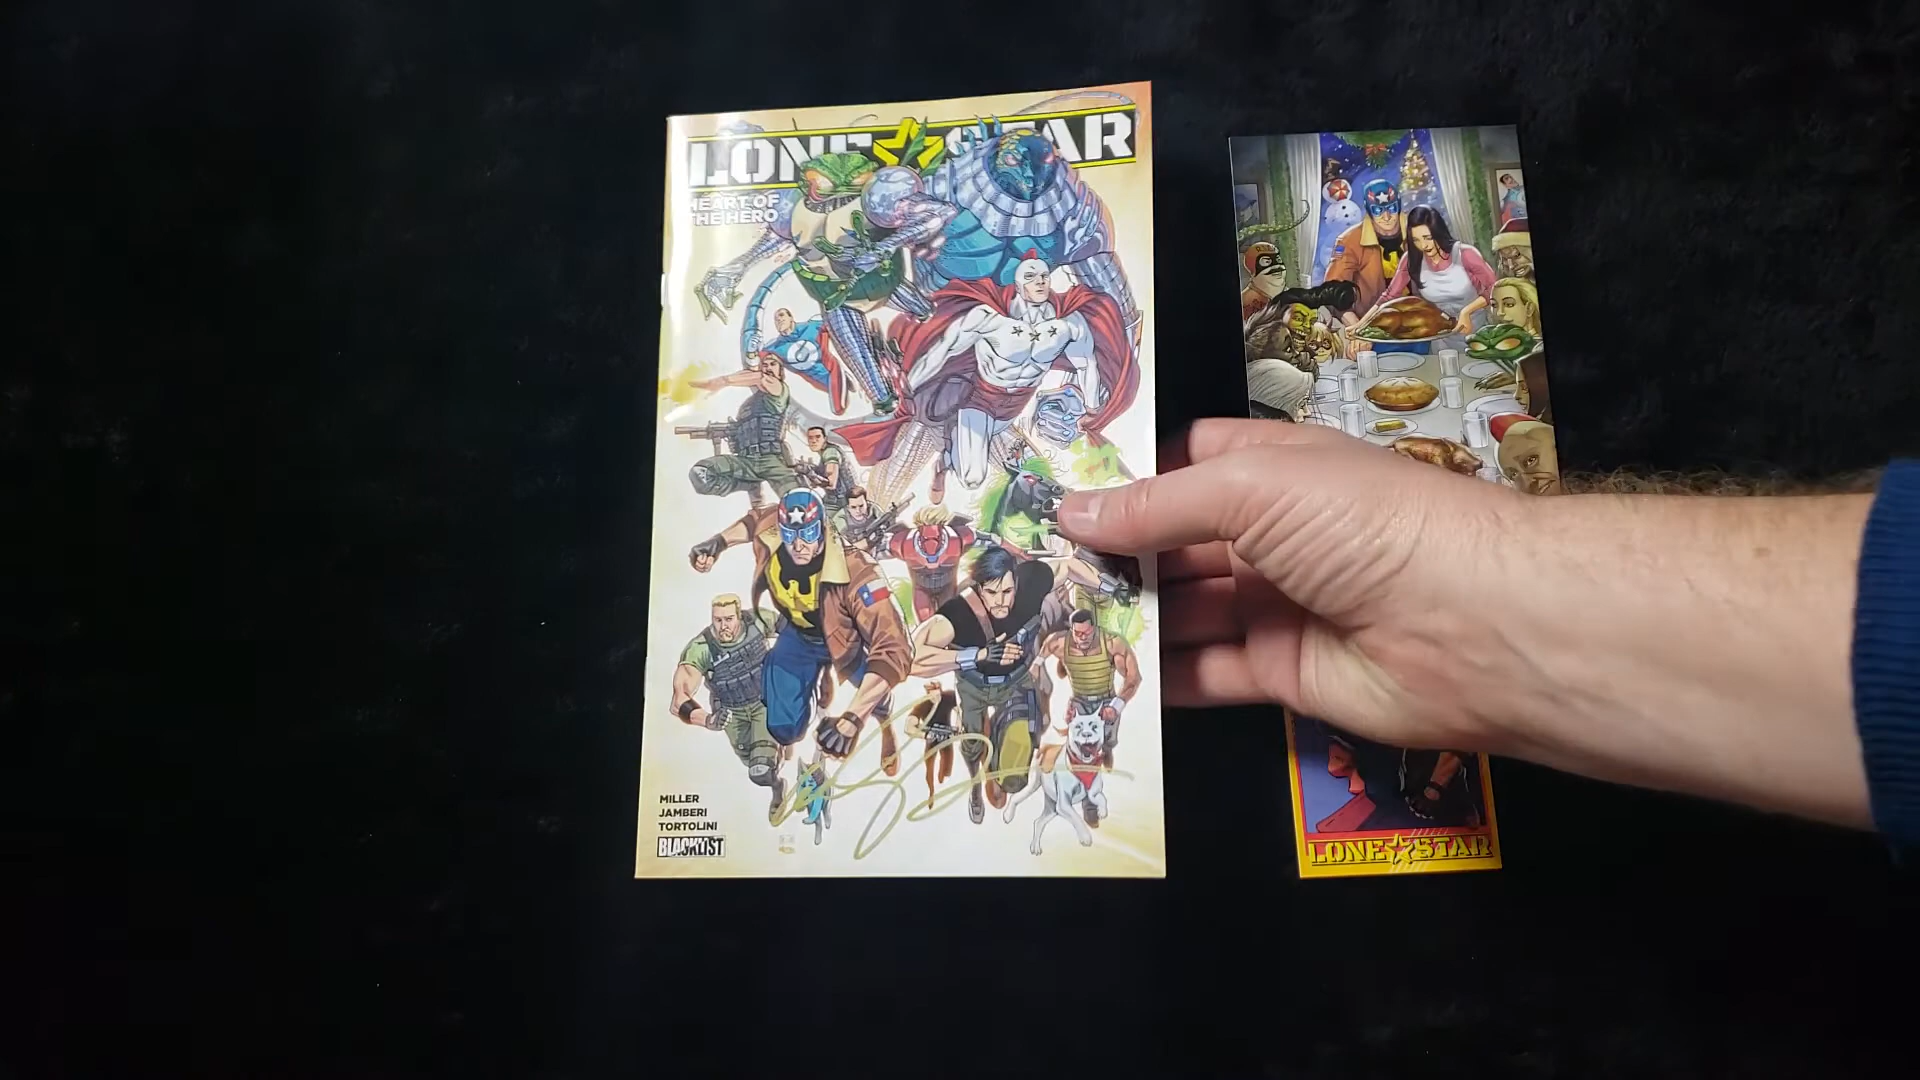 LONE STAR
HEART OF
THE HERO
MILLER
JAMBERI
TORTOLINI
BLACKLIST
LONE STAR